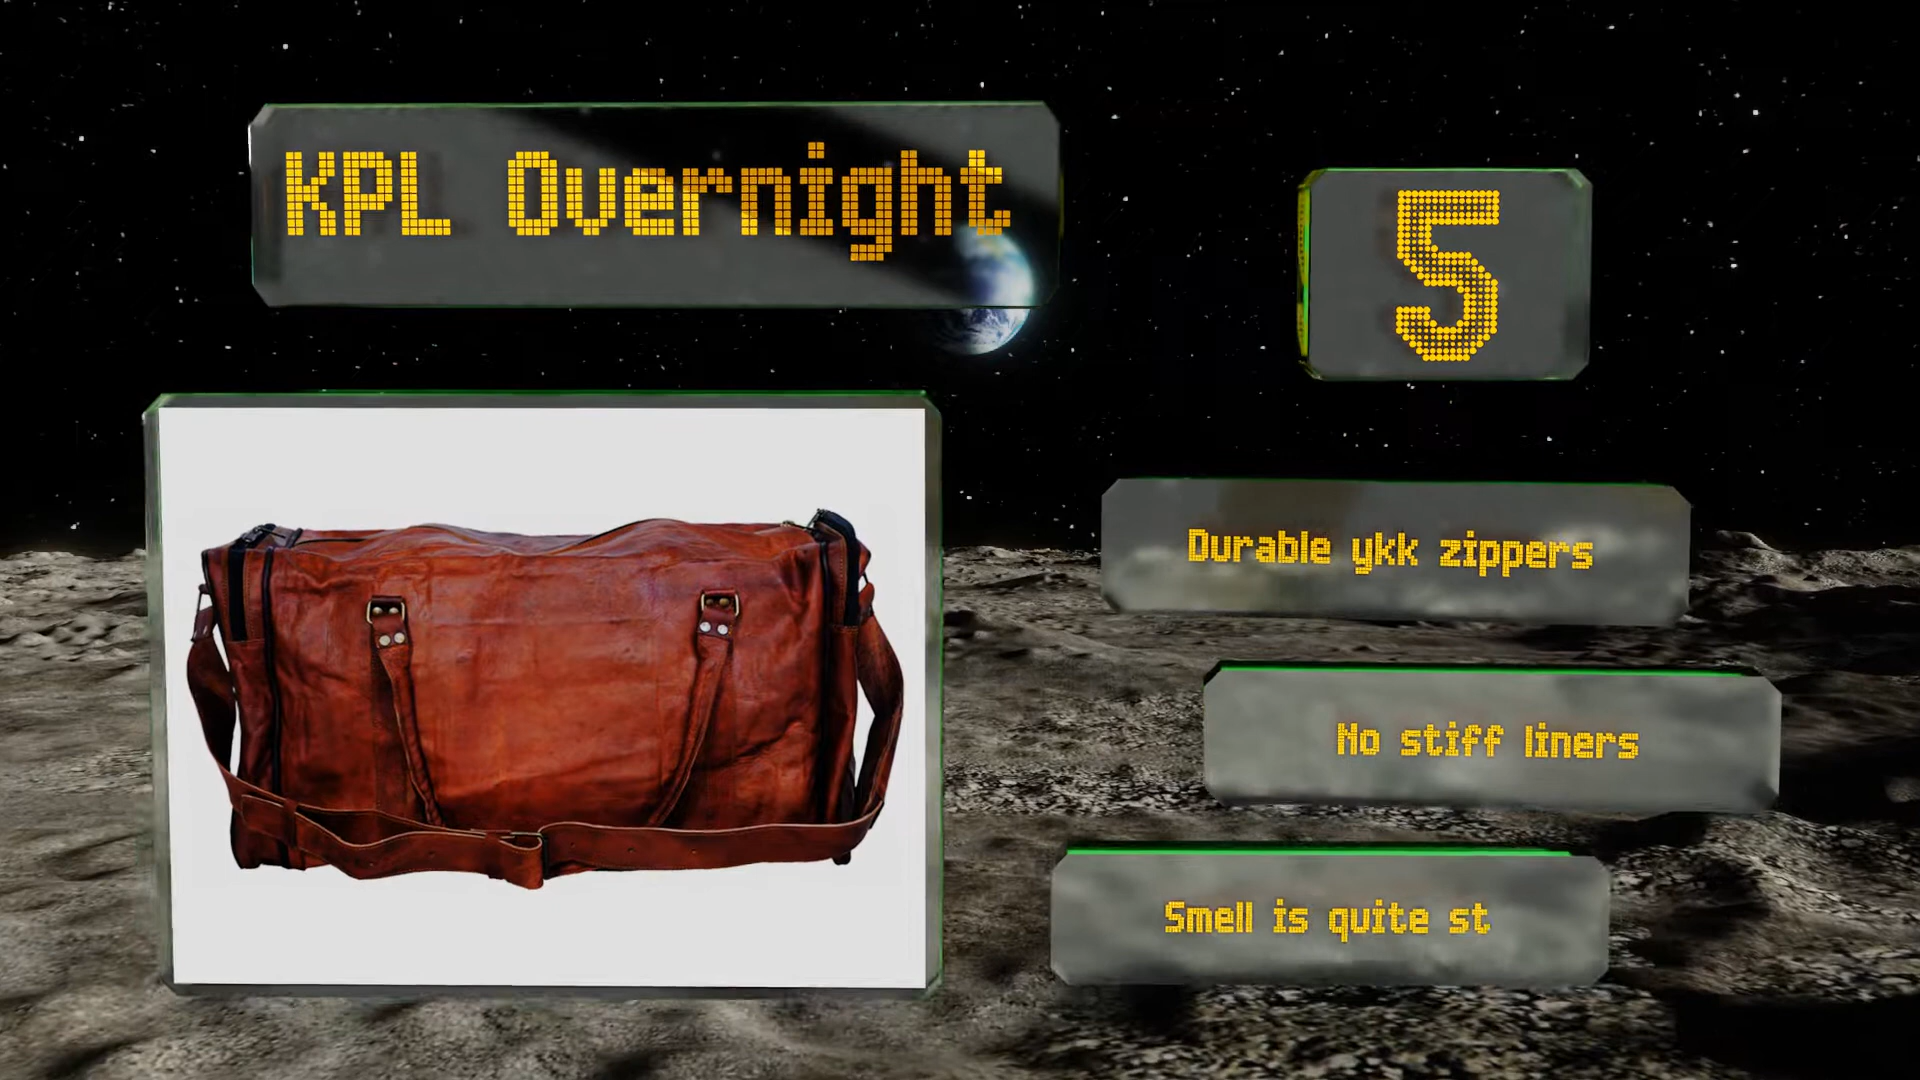 KPL Overnight
5
Durable ykk zippers
No stiff liners
Smell is quite st